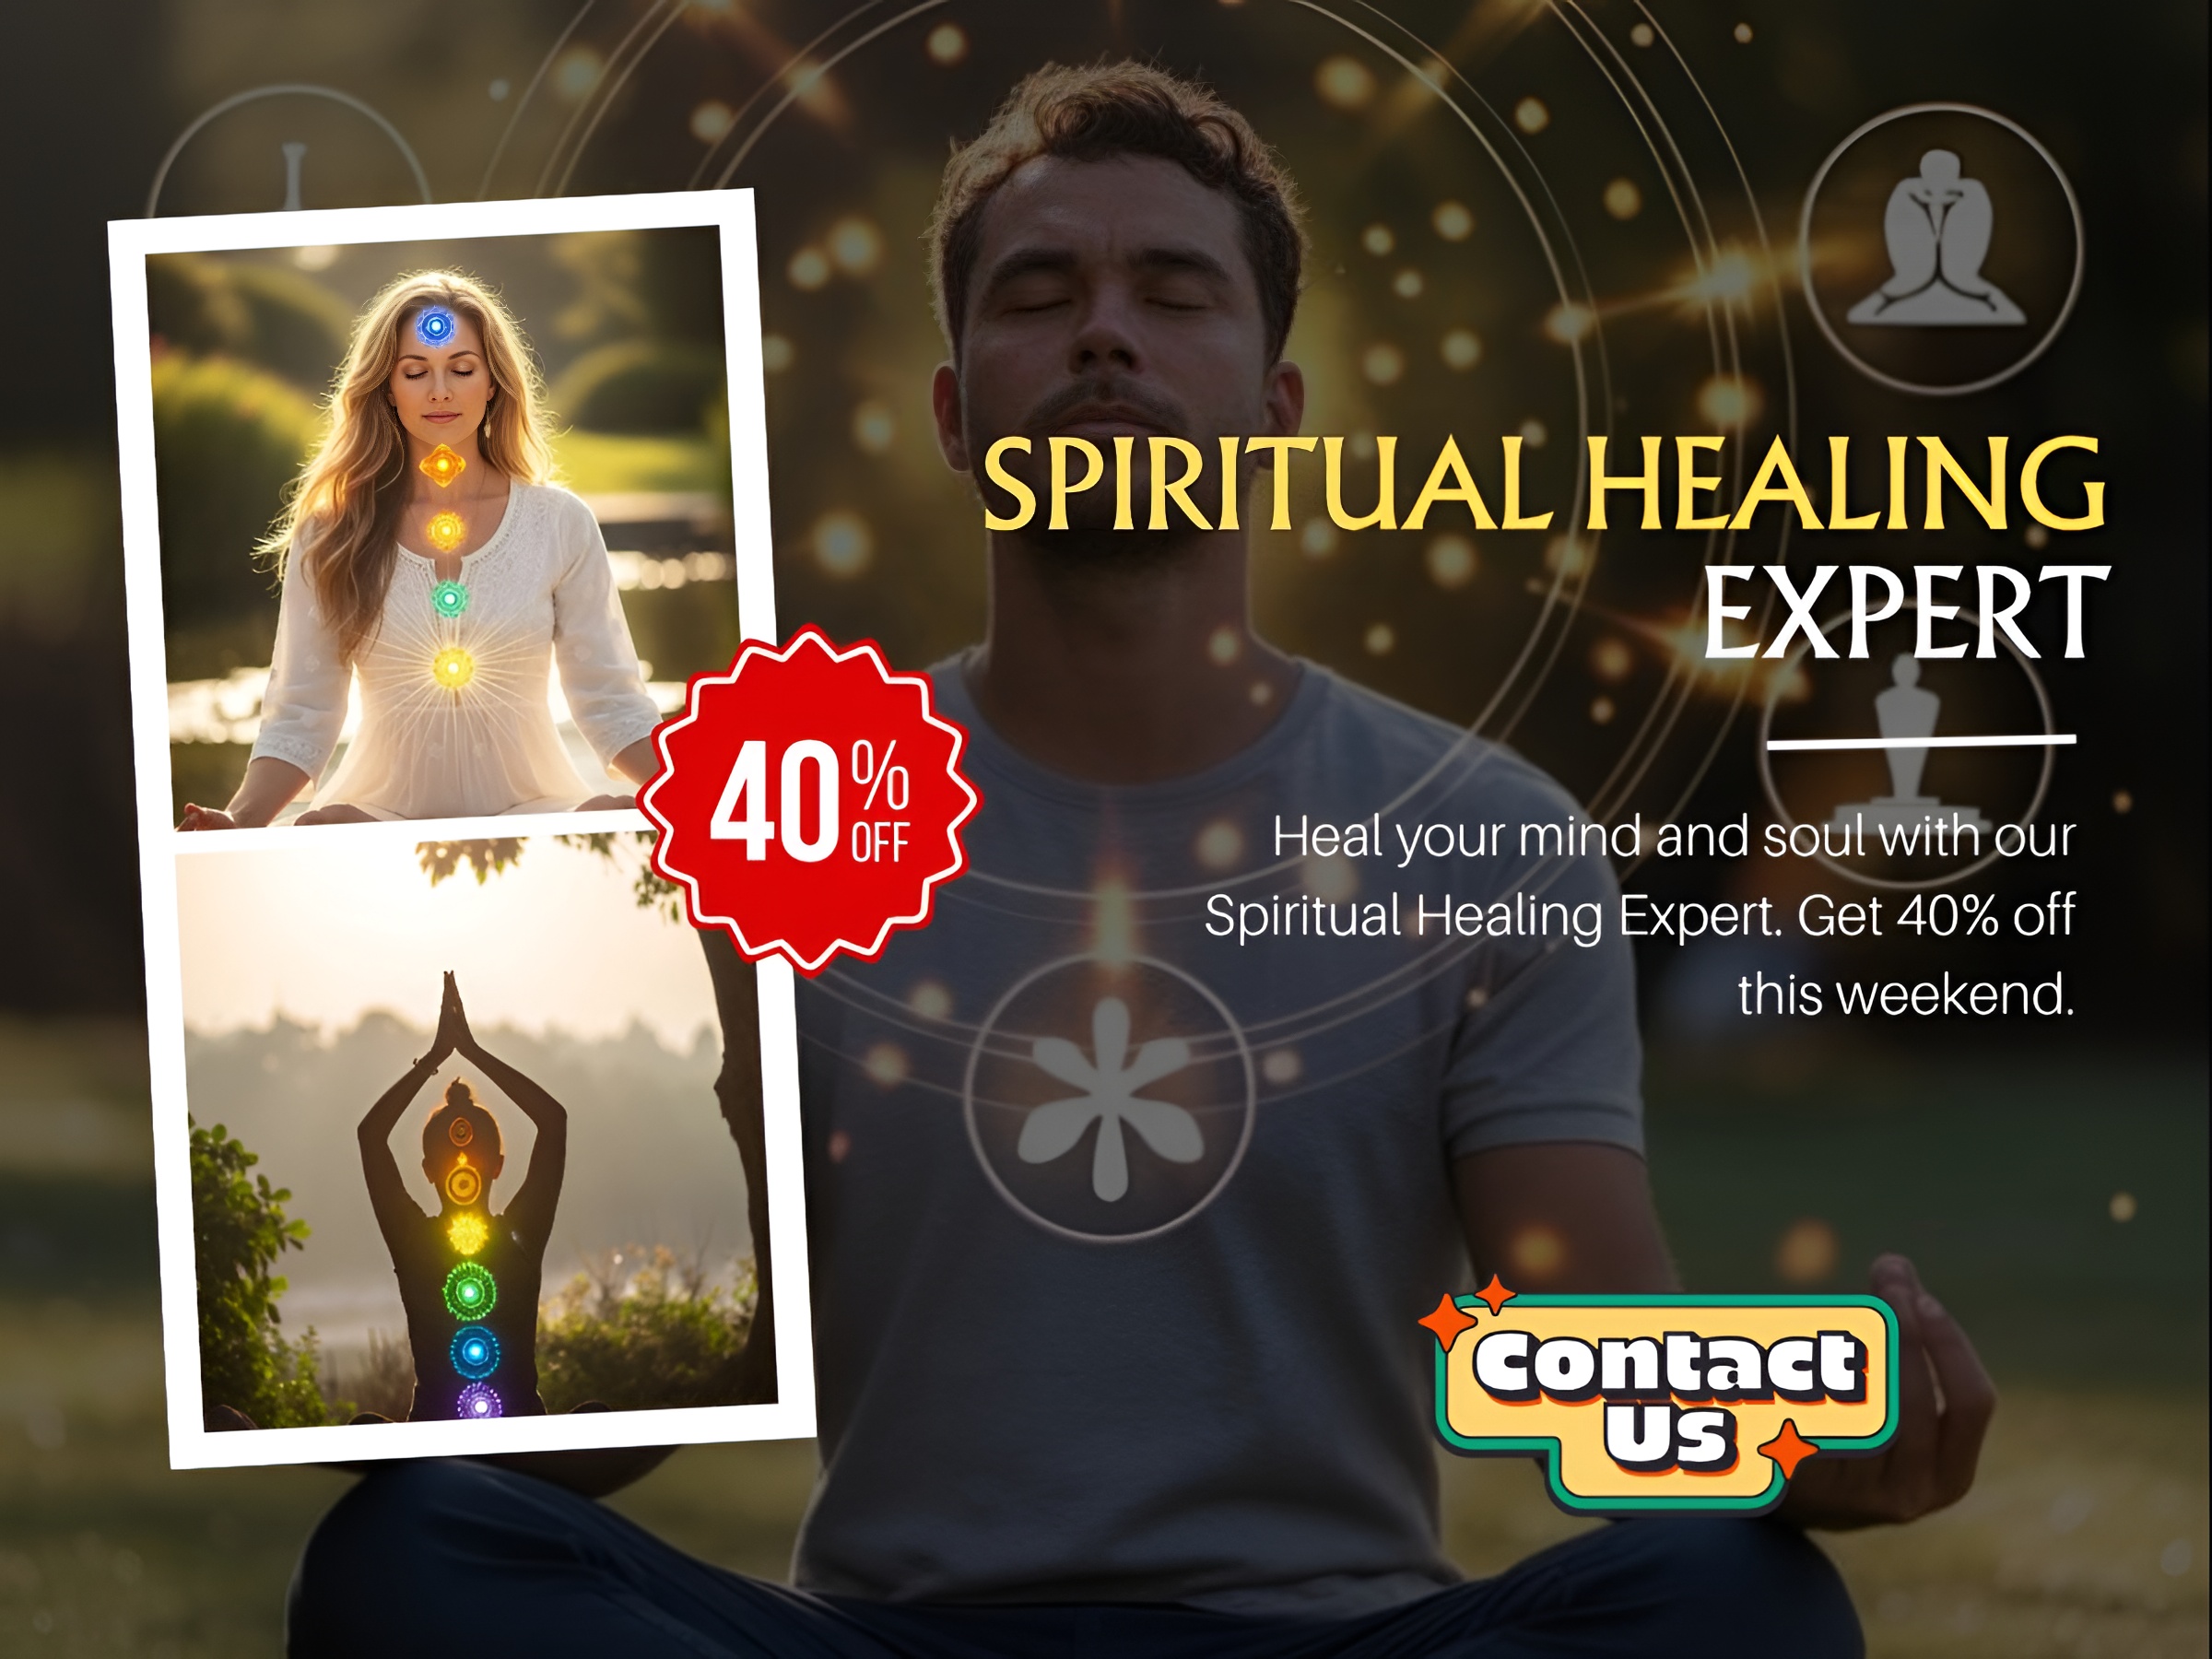 SPIRITUAL HEALING
EXPERT
40%
OFF
Heal your mind and soul with our
Spiritual Healing Expert. Get 40% off
this weekend.
Contact
Us